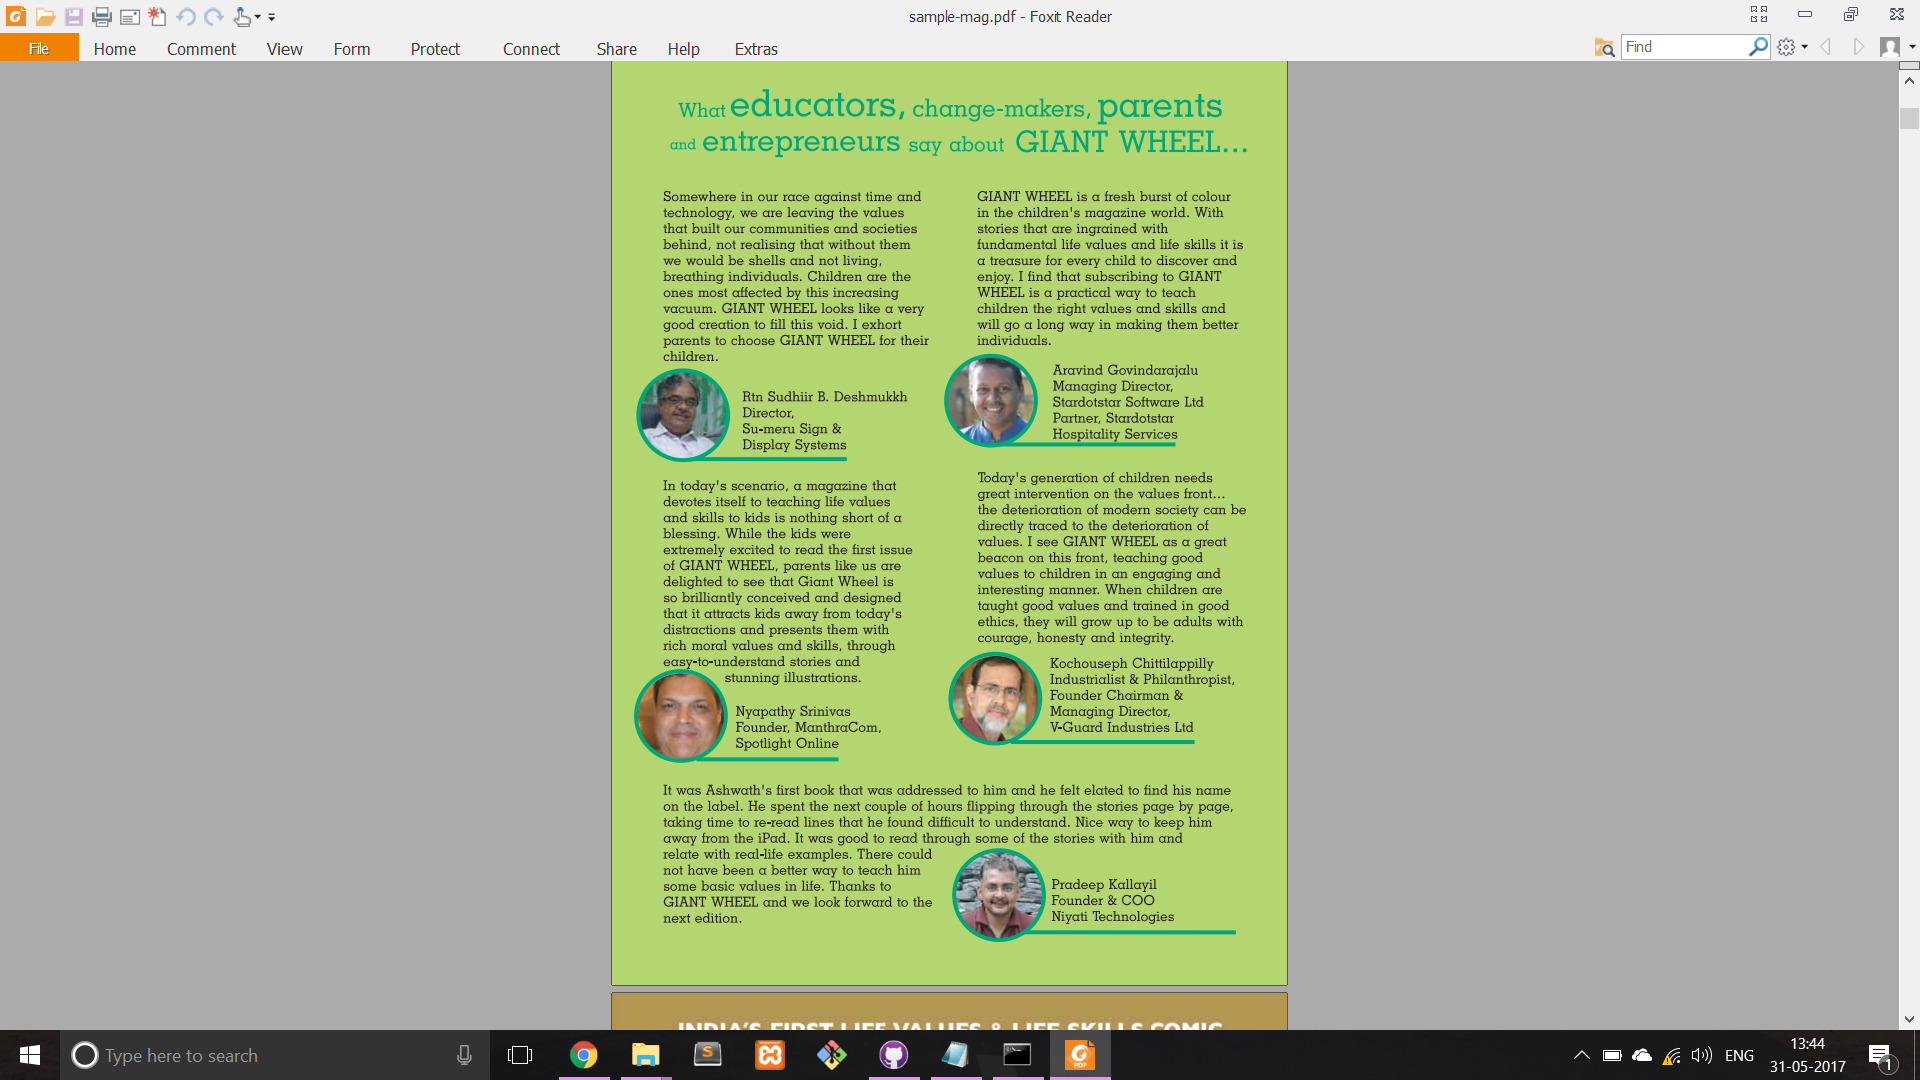 sample-mag.pdf - Foxit Reader
File Home Comment View Form Protect Connect Share Help Extras Find
What educators, change-makers, parents
and entrepreneurs say about GIANT WHEEL...
Somewhere in our race against time and
technology, we are leaving the values
that built our communities and societies
behind, not realising that without them
we would be shells and not living,
breathing individuals. Children are the
ones most affected by this increasing
vacuum. GIANT WHEEL looks like a very
good creation to fill this void. I exhort
parents to choose GIANT WHEEL for their
children.
Rtn Sudhiir B. Deshmukkh
Director,
Su-meru Sign &
Display Systems
GIANT WHEEL is a fresh burst of colour
in the children's magazine world. With
stories that are ingrained with
fundamental life values and life skills it is
a treasure for every child to discover and
enjoy. I find that subscribing to GIANT
WHEEL is a practical way to teach
children the right values and skills and
will go a long way in making them better
individuals.
Aravind Govindarajalu
Managing Director,
Stardotstar Software Ltd
Partner, Stardotstar
Hospitality Services
In today's scenario, a magazine that
devotes itself to teaching life values
and skills to kids is nothing short of a
blessing. While the kids were
extremely excited to read the first issue
of GIANT WHEEL, parents like us are
delighted to see that Giant Wheel is
so brilliantly conceived and designed
that it attracts kids away from today's
distractions and presents them with
rich moral values and skills, through
easy-to-understand stories and
stunning illustrations.
Nyapathy Srinivas
Founder, ManthraCom,
Spotlight Online
Today's generation of children needs
great intervention on the values front...
the deterioration of modern society can be
directly traced to the deterioration of
values. I see GIANT WHEEL as a great
beacon on this front, teaching good
values to children in an engaging and
interesting manner. When children are
taught good values and trained in good
ethics, they will grow up to be adults with
courage, honesty and integrity.
Kochouseph Chittilappilly
Industrialist & Philanthropist,
Founder Chairman &
Managing Director,
V-Guard Industries Ltd
It was Ashwath's first book that was addressed to him and he felt elated to find his name
on the label. He spent the next couple of hours flipping through the stories page by page,
taking time to re-read lines that he found difficult to understand. Nice way to keep him
away from the iPad. It was good to read through some of the stories with him and
relate with real-life examples. There could
not have been a better way to teach him
some basic values in life. Thanks to
GIANT WHEEL and we look forward to the
next edition.
Pradeep Kallayil
Founder & COO
Niyati Technologies
INDIA'S FIRST LIFE VALUES & LIFE SKILLS COMIC
Type here to search
ENG
13:44
31-05-2017
1